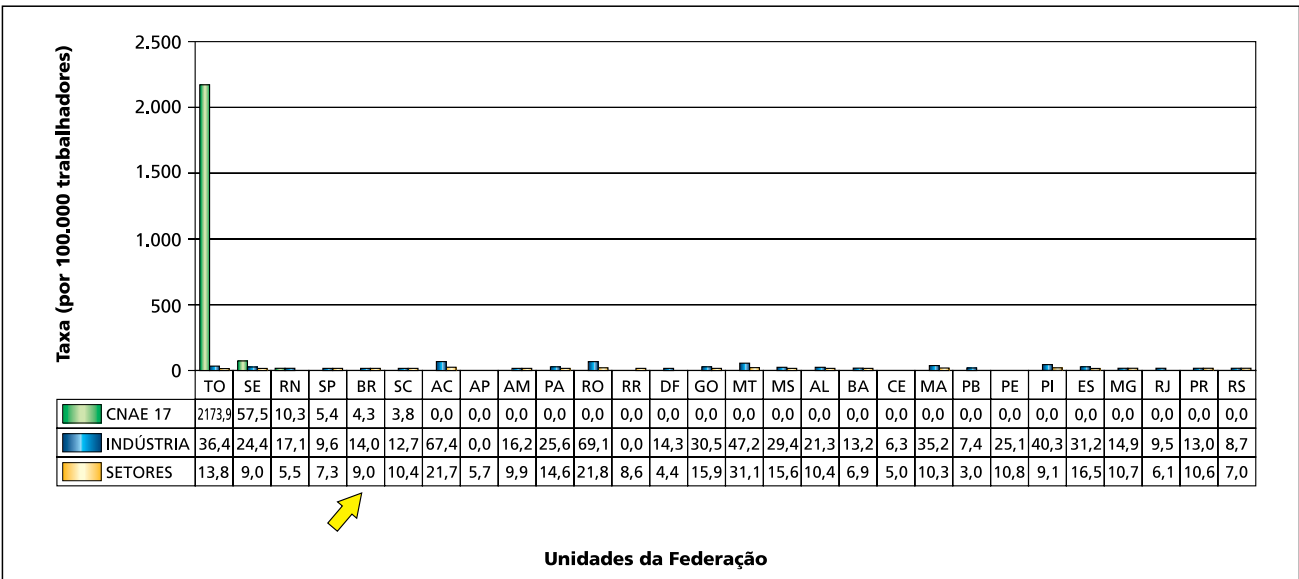 Taxa (por 100.000 trabalhadores)
2.500
2.000
1.500
1.000
500
0
TO SE RN SP BR SC AC AP AM PA RO RR DF GO MT MS AL BA CE MA PB PE PI ES MG RJ PR RS
CNAE 17 2173,9 57,5 10,3 5,4 4,3 3,8 0,0 0,0 0,0 0,0 0,0 0,0 0,0 0,0 0,0 0,0 0,0 0,0 0,0 0,0 0,0 0,0 0,0 0,0 0,0 0,0 0,0 0,0
INDÚSTRIA 36,4 24,4 17,1 9,6 14,0 12,7 67,4 0,0 16,2 25,6 69,1 0,0 14,3 30,5 47,2 29,4 21,3 13,2 6,3 35,2 7,4 25,1 40,3 31,2 14,9 9,5 13,0 8,7
SETORES 13,8 9,0 5,5 7,3 9,0 10,4 21,7 5,7 9,9 14,6 21,8 8,6 4,4 15,9 31,1 15,6 10,4 6,9 5,0 10,3 3,0 10,8 9,1 16,5 10,7 6,1 10,6 7,0
Unidades da Federação